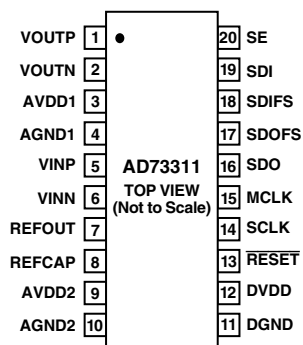 VOUTP 1
VOUTN 2
AVDD1 3
AGND1 4
VINP 5
VINN 6
REFOUT 7
REFCAP 8
AVDD2 9
AGND2 10
AD73311
TOP VIEW
(Not to Scale)
20 SE
19 SDI
18 SDIFS
17 SDOFS
16 SDO
15 MCLK
14 SCLK
13 RESET
12 DVDD
11 DGND